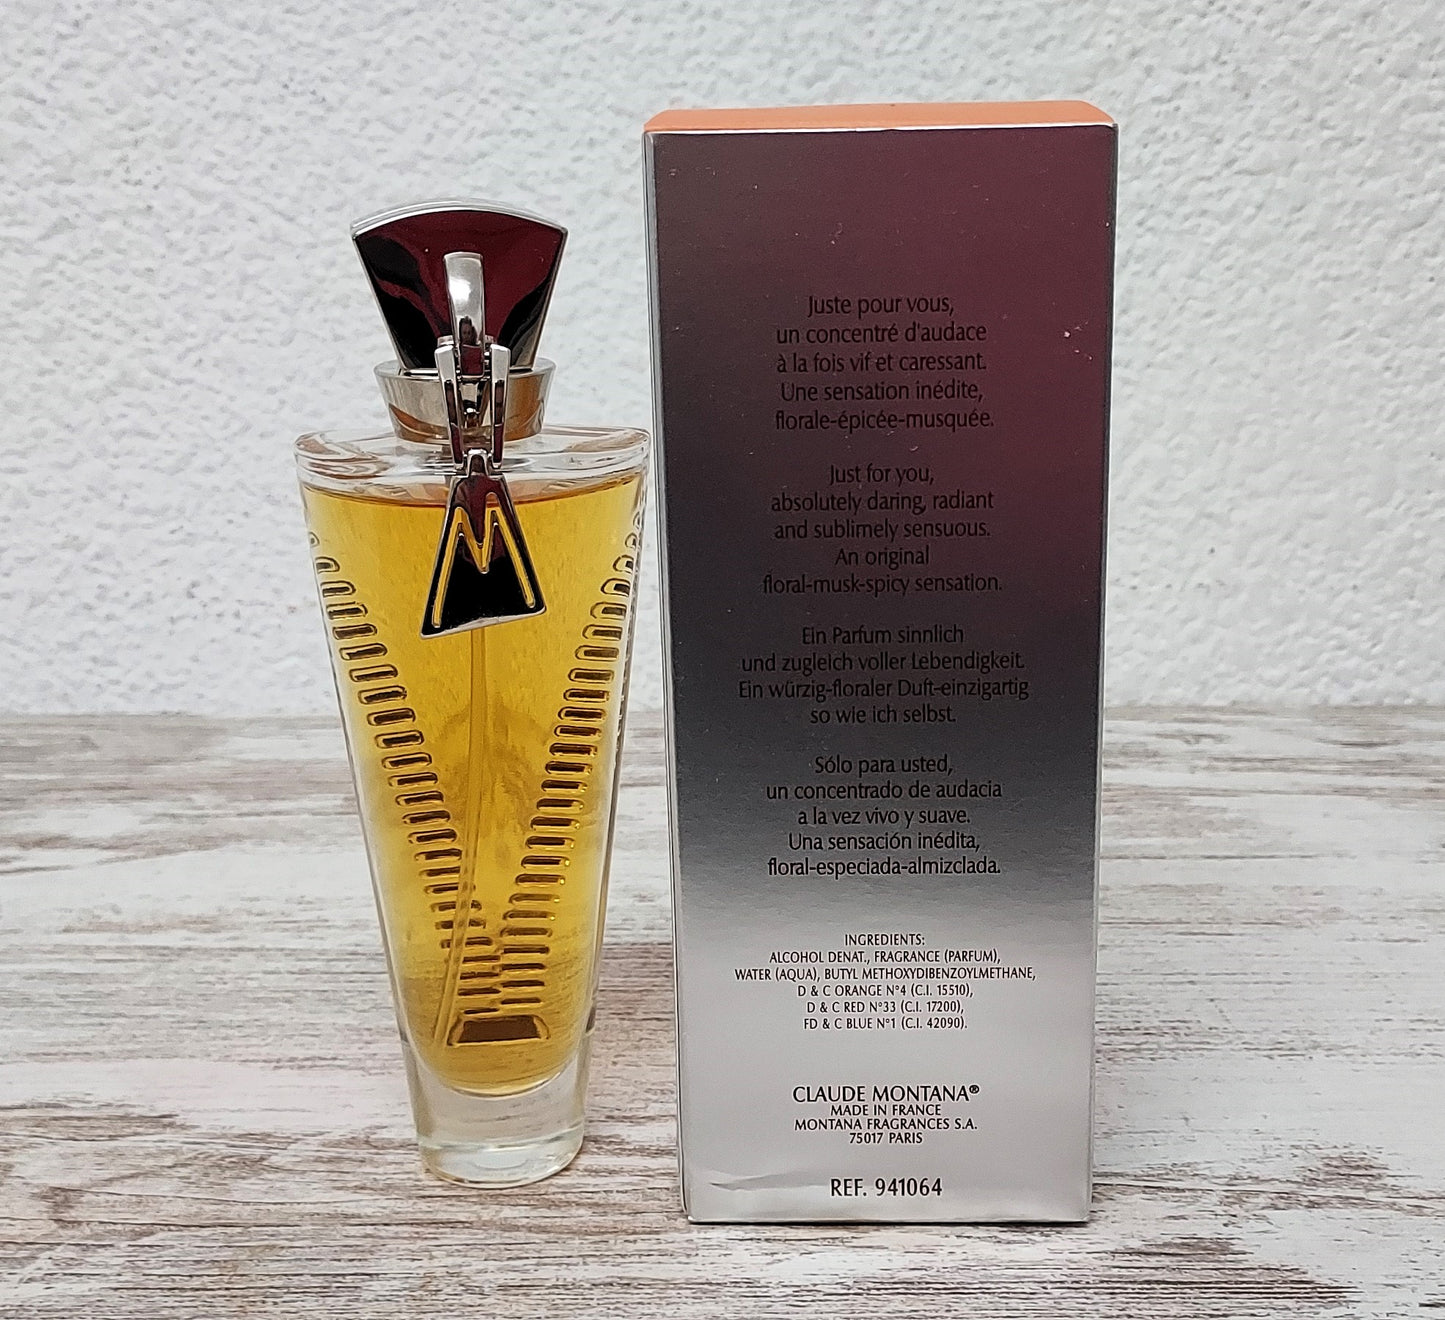 M
Juste pour vous,
un concentré d'audace
à la fois vif et caressant.
Une sensation inédite,
florale-épicée-musquée.
Just for you,
absolutely daring, radiant
and sublimely sensuous.
An original
floral-musk-spicy sensation.
Ein Parfum sinnlich
und zugleich voller Lebendigkeit.
Ein würzig-floraler Duft-einzigartig
so wie ich selbst.
Sólo para usted,
un concentrado de audacia
a la vez vivo y suave.
Una sensación inédita,
floral-especiada-almizclada.
INGREDIENTS:
ALCOHOL DENAT., FRAGRANCE (PARFUM),
WATER (AQUA), BUTYL METHOXYDIBENZOYLMETHANE,
D & C ORANGE N°4 (C.I. 15510),
D & C RED N°33 (C.I. 17200),
FD & C BLUE N°1 (C.I. 42090).
CLAUDE MONTANA®
MADE IN FRANCE
MONTANA FRAGRANCES S.A.
75017 PARIS
REF. 941064